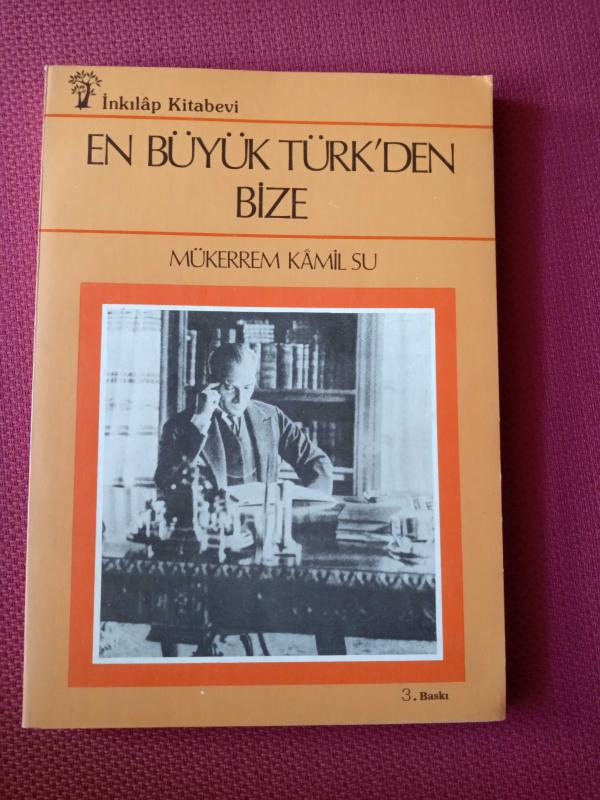 İnkılâp Kitabevi
EN BÜYÜK TÜRK'DEN
BİZE
MÜKERREM KÂMİL SU
3. Baskı